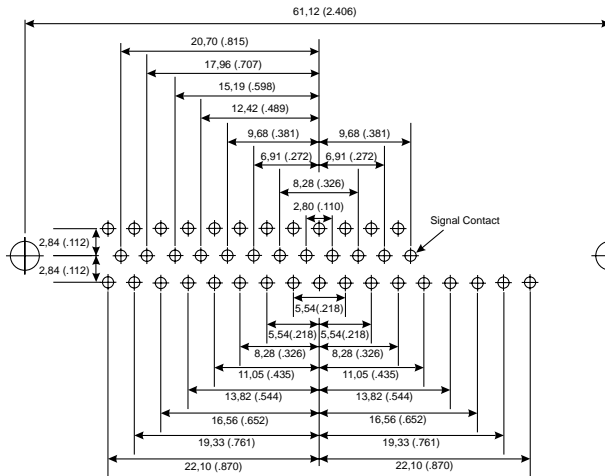 61,12 (2.406)
20,70 (.815)
17,96 (.707)
15,19 (.598)
12,42 (.489)
9,68 (.381) 9,68 (.381)
6,91 (.272) 6,91 (.272)
8,28 (.326)
2,80 (.110)
Signal Contact
2,84 (.112)
2,84 (.112)
5,54(.218)
5,54(.218) 5,54(.218)
8,28 (.326) 8,28 (.326)
11,05 (.435) 11,05 (.435)
13,82 (.544) 13,82 (.544)
16,56 (.652) 16,56 (.652)
19,33 (.761) 19,33 (.761)
22,10 (.870) 22,10 (.870)